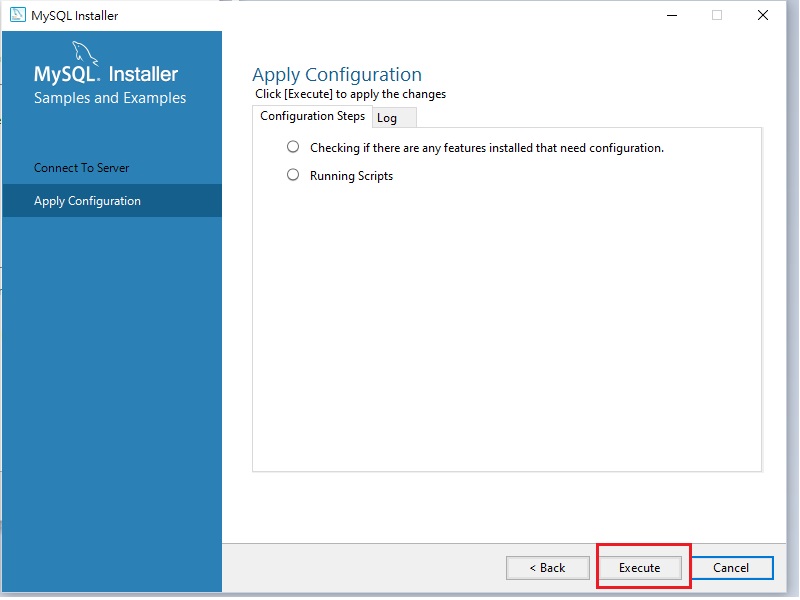 MySQL Installer
MySQL. Installer
Samples and Examples
Connect To Server
Apply Configuration
Apply Configuration
Click [Execute] to apply the changes
Configuration Steps
Log
Checking if there are any features installed that need configuration.
Running Scripts
< Back
Execute
Cancel